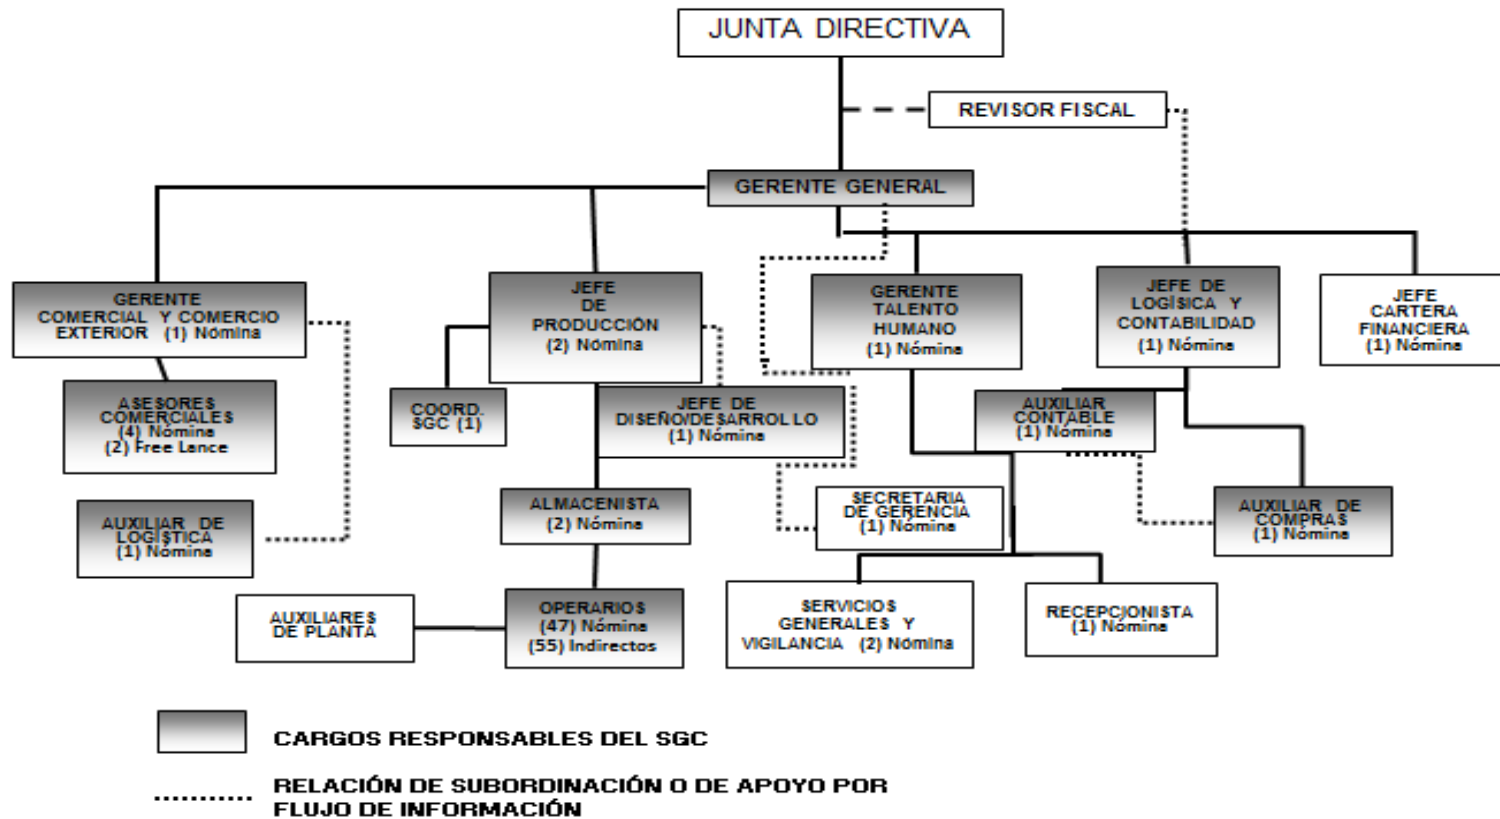 JUNTA DIRECTIVA
REVISOR FISCAL
GERENTE GENERAL
GERENTE
COMERCIAL Y COMERCIO
EXTERIOR (1) Nómina
JEFE
DE
PRODUCCIÓN
(2) Nómina
GERENTE
TALENTO
HUMANO
(1) Nómina
JEFE DE
LOGÍSICA Y
CONTABILIDAD
(1) Nómina
JEFE
CARTERA
FINANCIERA
(1) Nómina
ASESORES
COMERCIALES
(4) Nómina
(2) Free Lance
COORD.
SGC (1)
JEFE DE
DISEÑO/DESARROLLO
(1) Nómina
AUXILIAR
CONTABLE
(1) Nómina
AUXILIAR DE
LOGÍSTICA
(1) Nómina
ALMACENISTA
(2) Nómina
SECRETARIA
DE GERENCIA
(1) Nómina
AUXILIAR DE
COMPRAS
(1) Nómina
AUXILIARES
DE PLANTA
OPERARIOS
(47) Nómina
(55) Indirectos
SERVICIOS
GENERALES Y
VIGILANCIA (2) Nómina
RECEPCIONISTA
(1) Nómina
CARGOS RESPONSABLES DEL SGC
RELACIÓN DE SUBORDINACIÓN O DE APOYO POR
FLUJO DE INFORMACIÓN